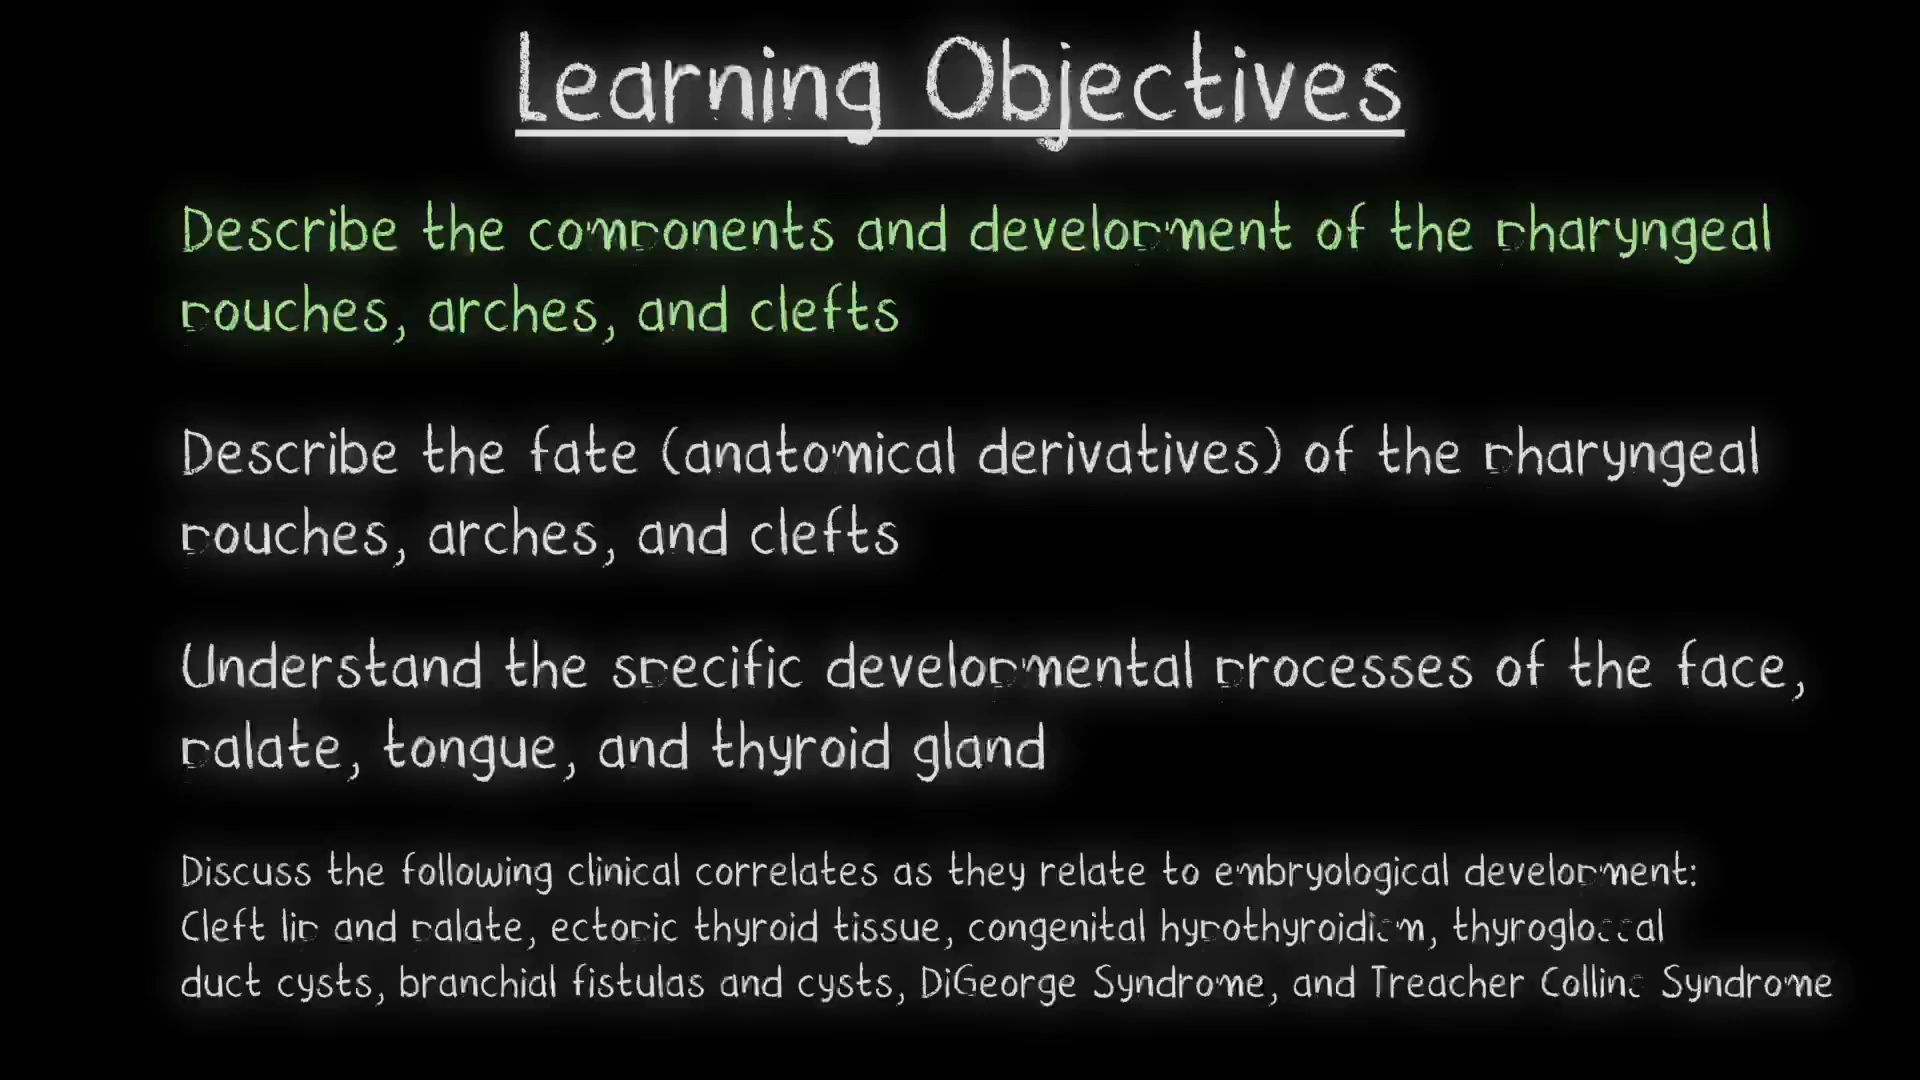 Learning Objectives
Describe the components and development of the pharyngeal
pouches, arches, and clefts
Describe the fate (anatomical derivatives) of the pharyngeal
pouches, arches, and clefts
Understand the specific developmental processes of the face,
palate, tongue, and thyroid gland
Discuss the following clinical correlates as they relate to embryological development:
Cleft lip and palate, ectopic thyroid tissue, congenital hypothyroidism, thyroglossal
duct cysts, branchial fistulas and cysts, DiGeorge Syndrome, and Treacher Collins Syndrome